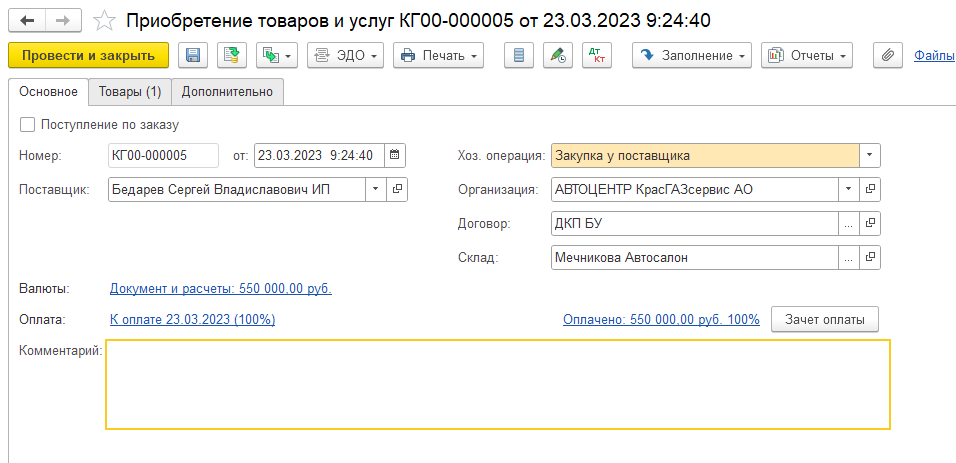 Приобретение товаров и услуг КГ00-000005 от 23.03.2023 9:24:40
Провести и закрыть ЭДО Печать Дт Кт Заполнение Отчеты Файлы
Основное Товары (1) Дополнительно
Поступление по заказу
Номер: КГ00-000005 от: 23.03.2023 9:24:40 Хоз. операция: Закупка у поставщика
Поставщик: Бедарев Сергей Владиславович ИП Организация: АВТОЦЕНТР КрасГАЗсервис АО
Договор: ДКП БУ ...
Склад: Мечникова Автосалон ...
Валюты: Документ и расчеты: 550 000,00 руб.
Оплата: К оплате 23.03.2023 (100%) Оплачено: 550 000,00 руб. 100% Зачет оплаты
Комментарий: